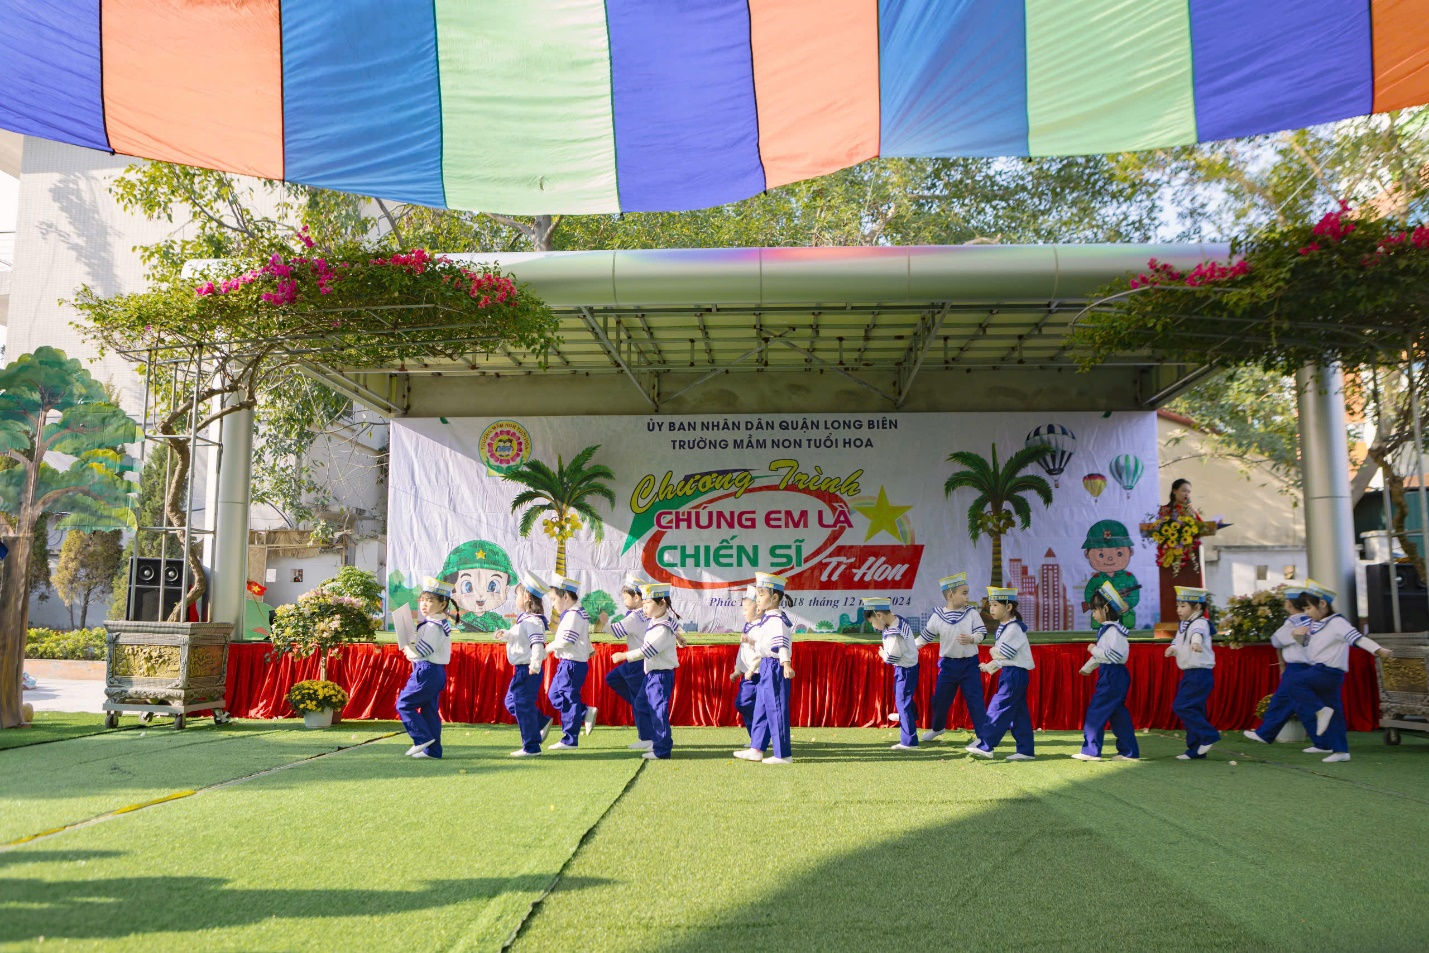 ỦY BAN NHÂN DÂN QUẬN LONG BIÊN
TRƯỜNG MẦM NON TUỔI HOA
Chương Trình
CHÚNG EM LÀ
CHIẾN SĨ
Tí Hon
Phúc 18 tháng 12 2024